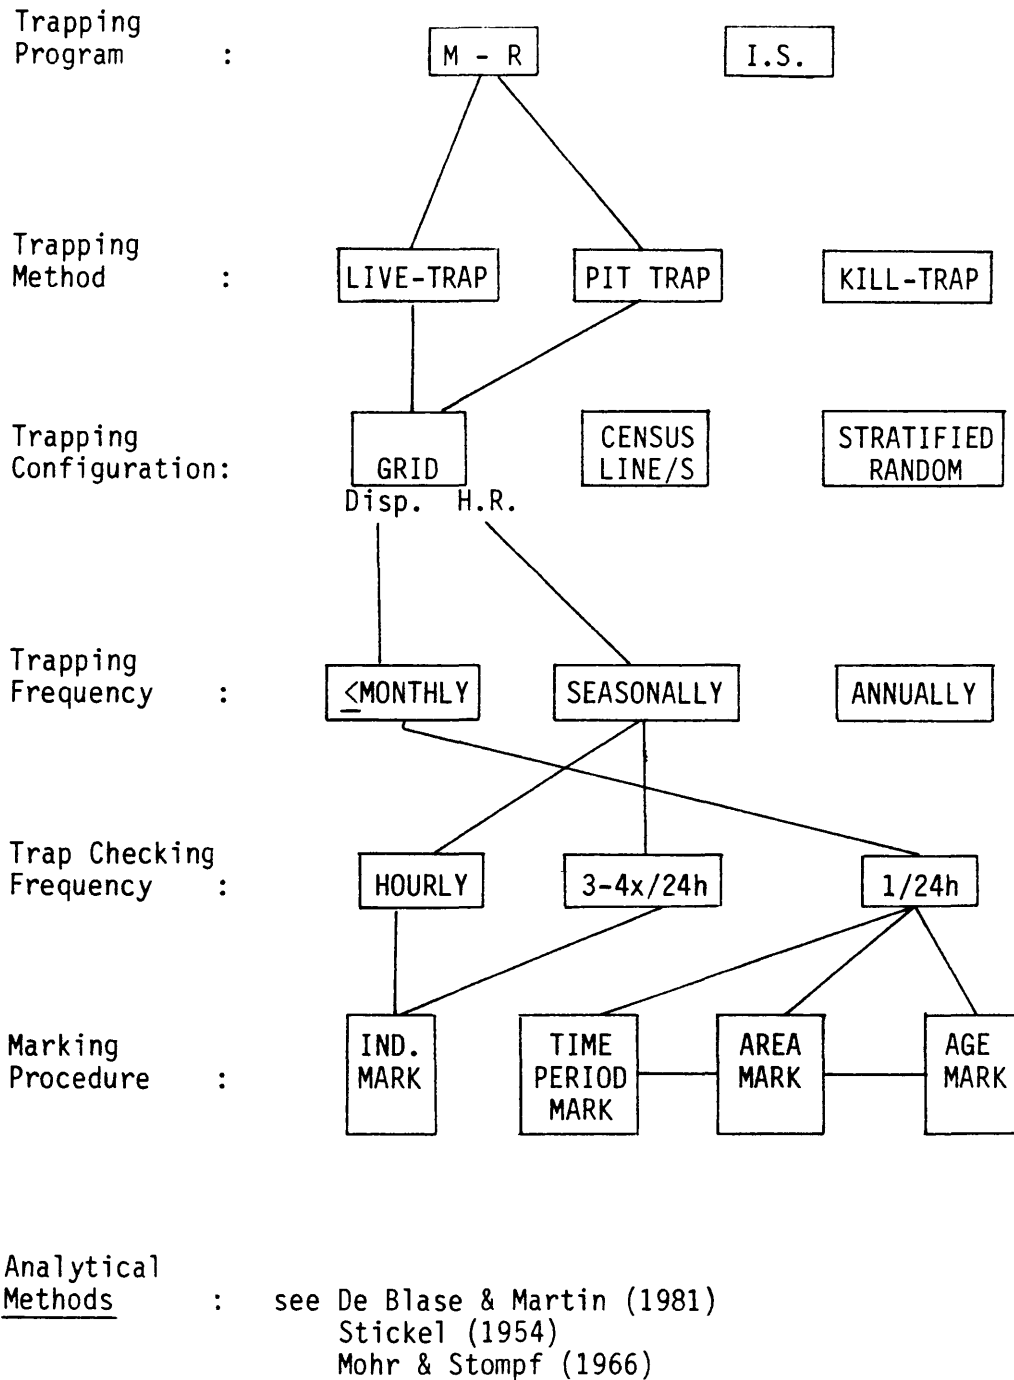 Trapping
Program : M - R I.S.
Trapping
Method : LIVE-TRAP PIT TRAP KILL-TRAP
Trapping
Configuration: GRID CENSUS LINE/S STRATIFIED RANDOM
Disp. H.R.
Trapping
Frequency : ≤MONTHLY SEASONALLY ANNUALLY
Trap Checking
Frequency : HOURLY 3-4x/24h 1/24h
Marking
Procedure : IND. MARK TIME PERIOD MARK AREA MARK AGE MARK
Analytical
Methods : see De Blase & Martin (1981)
Stickel (1954)
Mohr & Stompf (1966)